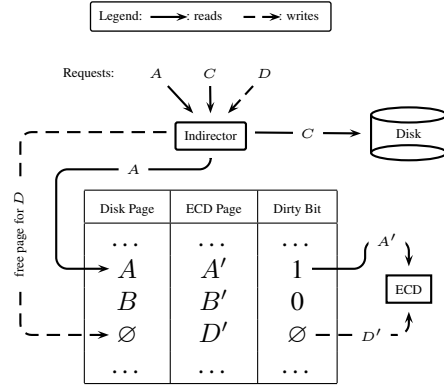 Legend: : reads : writes
Requests: A C D
Indirector
C
Disk
A
free page for D
Disk Page ECD Page Dirty Bit
... ... ...
A A′ 1
B B′ 0
∅ D′ ∅
... ... ...
A′
ECD
D′